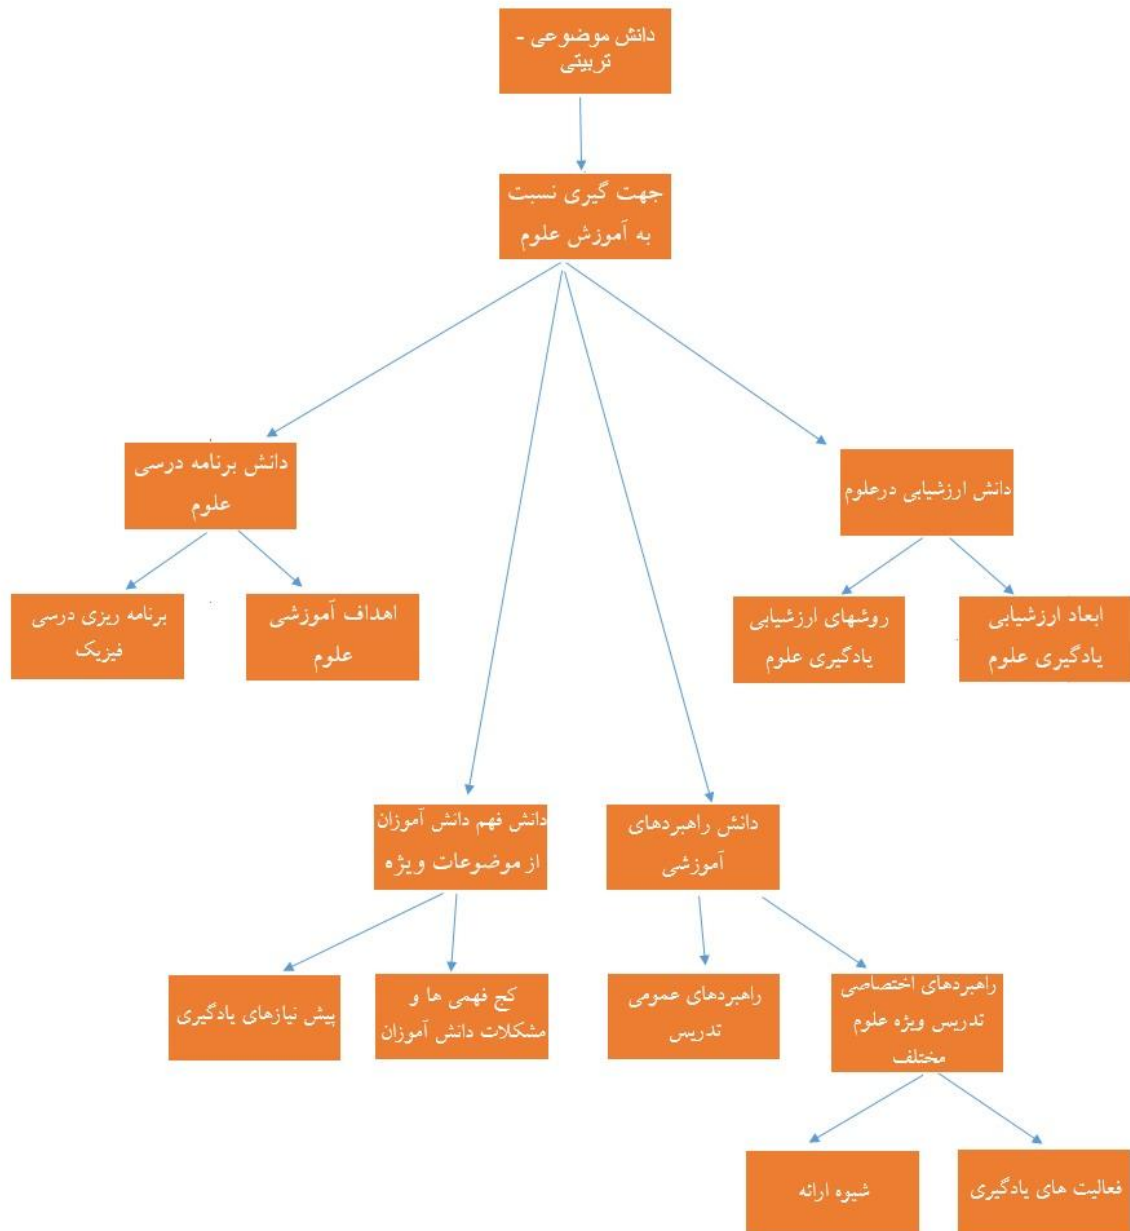 دانش موضوعی -
تربیتی
جهت گیری نسبت
به آموزش علوم
دانش برنامه درسی
علوم
دانش ارزشیابی درعلوم
برنامه ریزی درسی
فیزیک
اهداف آموزشی
علوم
روشهای ارزشیابی
یادگیری علوم
ابعاد ارزشیابی
یادگیری علوم
دانش فهم دانش آموزان
از موضوعات ویژه
دانش راهبردهای
آموزشی
پیش نیازهای یادگیری
کج فهمی ها و
مشکلات دانش آموزان
راهبردهای عمومی
تدریس
راهبردهای اختصاصی
تدریس ویژه علوم
مختلف
شیوه ارائه
فعالیت های یادگیری